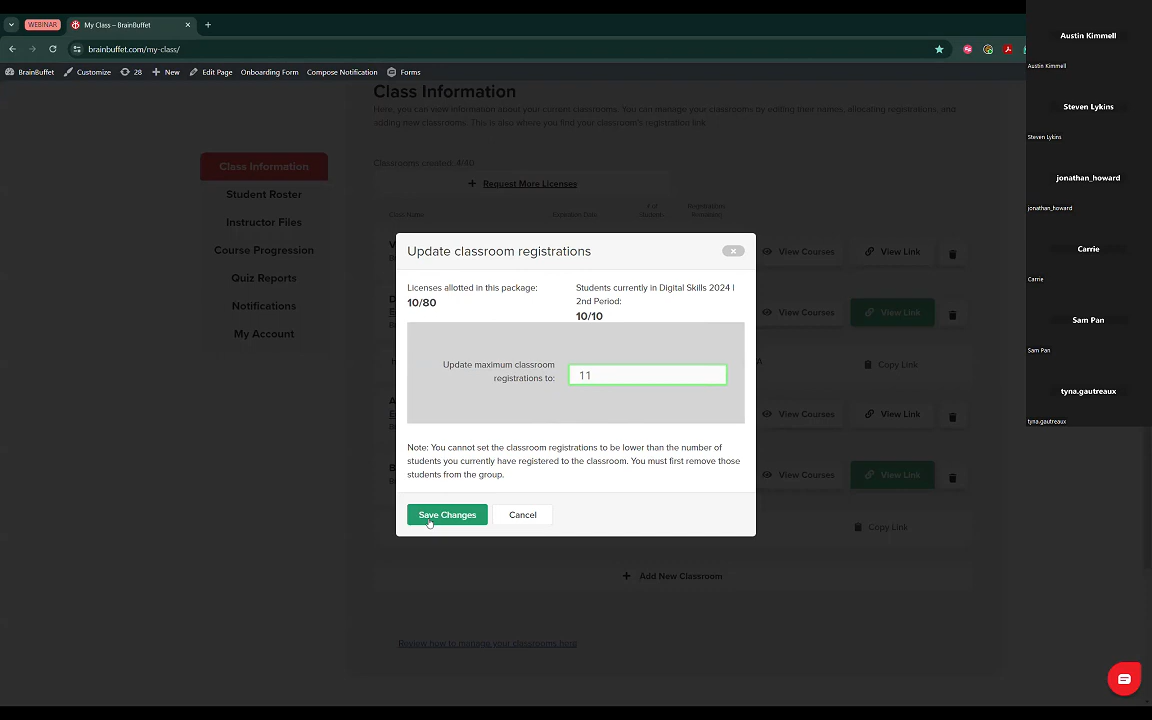 WEBINAR
My Class – BrainBuffet
brainbuffet.com/my-class/
BrainBuffet
Customize
28
New
Edit Page
Onboarding Form
Compose Notification
Forms
Class Information
Here, you can view information about your current classrooms. You can manage your classrooms by editing their names, allocating registrations, and
adding new classrooms. This is also where you find your classroom's registration link.
Class Information
Student Roster
Instructor Files
Course Progression
Quiz Reports
Notifications
My Account
Classrooms created: 4/40
Request More Licenses
Class Name
Expiration Date
# of
Students
Registrations
Remaining
View Courses
View Link
View Courses
View Link
Copy Link
View Courses
View Link
View Courses
View Link
Copy Link
Add New Classroom
Review how to manage your classrooms here
Update classroom registrations
Licenses allotted in this package:
10/80
Students currently in Digital Skills 2024 |
2nd Period:
10/10
Update maximum classroom
registrations to:
11
Note: You cannot set the classroom registrations to be lower than the number of
students you currently have registered to the classroom. You must first remove those
students from the group.
Save Changes
Cancel
Austin Kimmell
Austin Kimmell
Steven Lykins
Steven Lykins
jonathan_howard
jonathan_howard
Carrie
Carrie
Sam Pan
Sam Pan
tyna.gautreaux
tyna.gautreaux